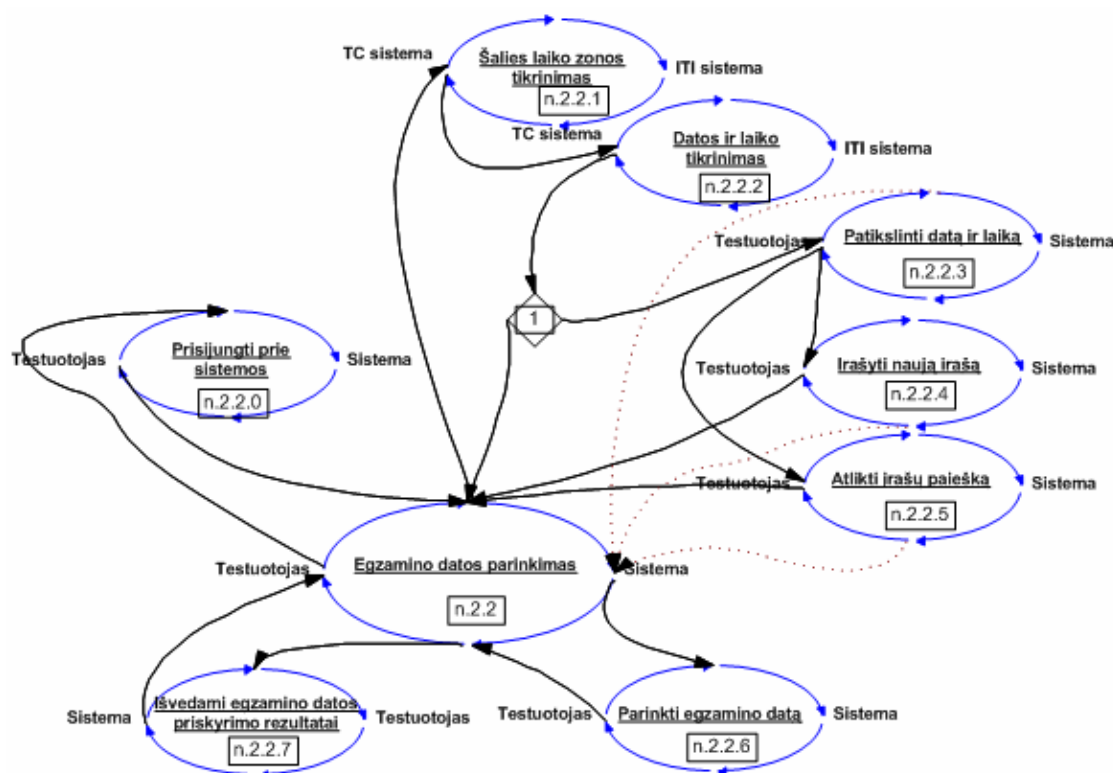 TC sistema
Šalies laiko zonos
tikrinimas
n.2.2.1
ITI sistema
TC sistema
Datos ir laiko
tikrinimas
n.2.2.2
ITI sistema
Testuotojas
Patikslinti datą ir laiką
n.2.2.3
Sistema
1
Testuotojas
Prisijungti prie
sistemos
n.2.2.0
Sistema
Testuotojas
Įrašyti naują įrašą
n.2.2.4
Sistema
Testuotojas
Atlikti įrašų paiešką
n.2.2.5
Sistema
Testuotojas
Egzamino datos parinkimas
n.2.2
Sistema
Sistema
Išvedami egzamino datos
priskyrimo rezultatai
n.2.2.7
Testuotojas
Testuotojas
Parinkti egzamino datą
n.2.2.6
Sistema